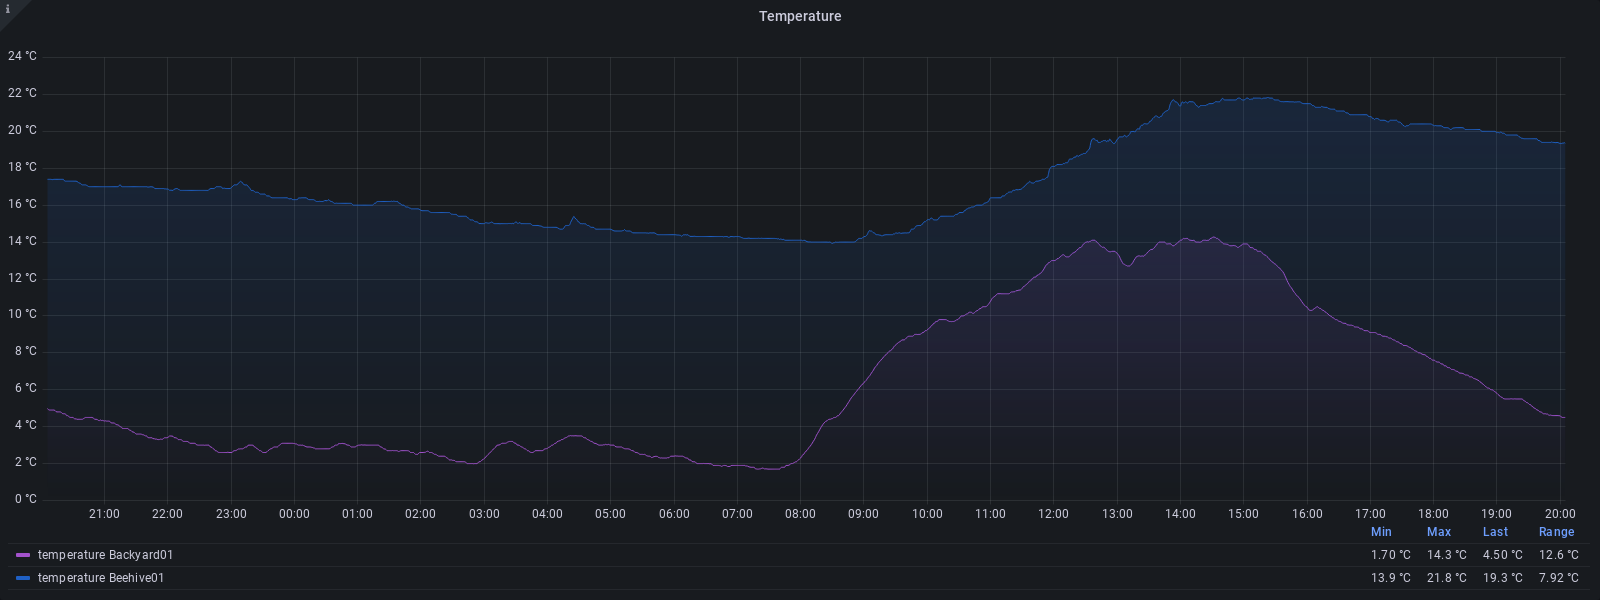 i
Temperature
24 °C
22 °C
20 °C
18 °C
16 °C
14 °C
12 °C
10 °C
8 °C
6 °C
4 °C
2 °C
0 °C
21:00 22:00 23:00 00:00 01:00 02:00 03:00 04:00 05:00 06:00 07:00 08:00 09:00 10:00 11:00 12:00 13:00 14:00 15:00 16:00 17:00 18:00 19:00 20:00
Min Max Last Range
temperature Backyard01 1.70 °C 14.3 °C 4.50 °C 12.6 °C
temperature Beehive01 13.9 °C 21.8 °C 19.3 °C 7.92 °C